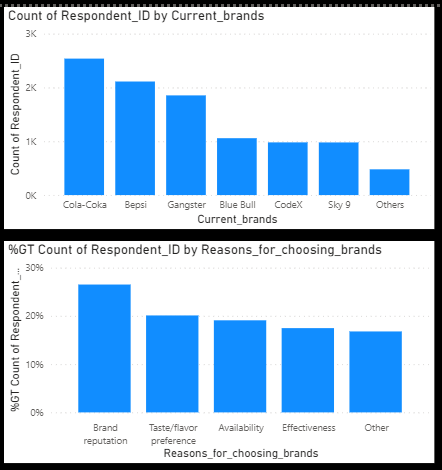 Count of Respondent_ID by Current_brands
Count of Respondent_ID
3K
2K
1K
0K
Cola-Coka Bepsi Gangster Blue Bull CodeX Sky 9 Others
Current_brands
%GT Count of Respondent_ID by Reasons_for_choosing_brands
%GT Count of Respondent_...
30%
20%
10%
0%
Brand reputation
Taste/flavor preference
Availability
Effectiveness
Other
Reasons_for_choosing_brands